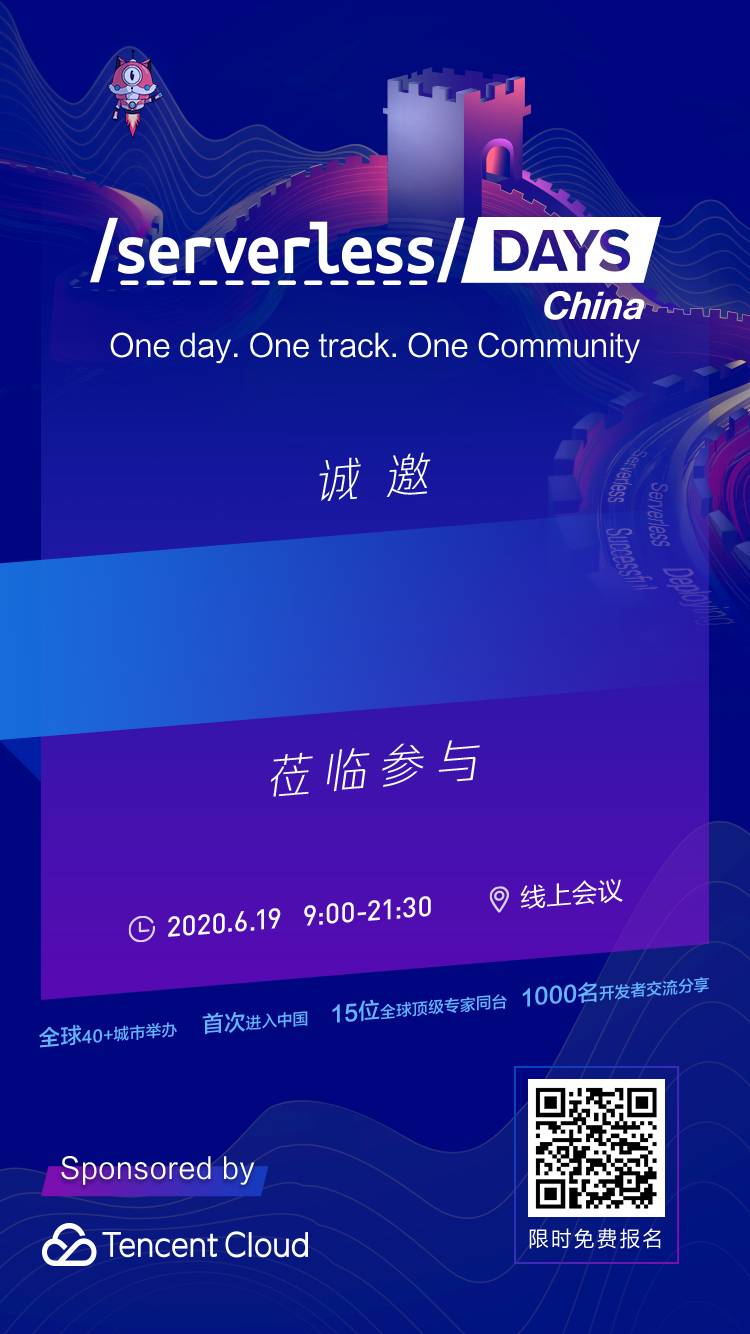 /serverless/DAYS
China
One day. One track. One Community
诚邀
Serverless
Serverless
Successful
Deploying
莅临参与
2020.6.19 9:00-21:30 线上会议
全球40+城市举办 首次进入中国 15位全球顶级专家同台 1000名开发者交流分享
Sponsored by
Tencent Cloud
限时免费报名